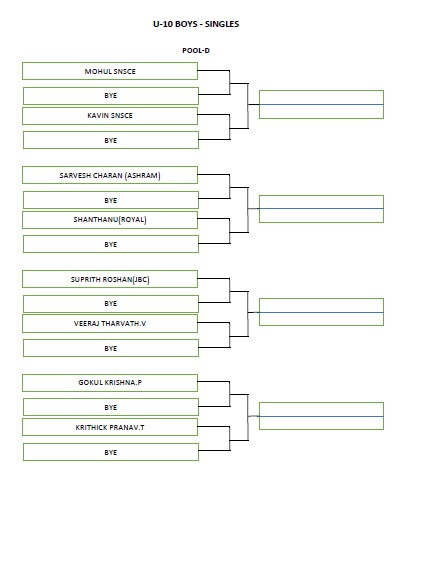 U-10 BOYS - SINGLES
POOL-D
MOHUL SNSCE
BYE
KAVIN SNSCE
BYE
SARVESH CHARAN (ASHRAM)
BYE
SHANTHANU(ROYAL)
BYE
SUPRITH ROSHAN(JBC)
BYE
VEERAJ THARVATH.V
BYE
GOKUL KRISHNA.P
BYE
KRITHICK PRANAV.T
BYE